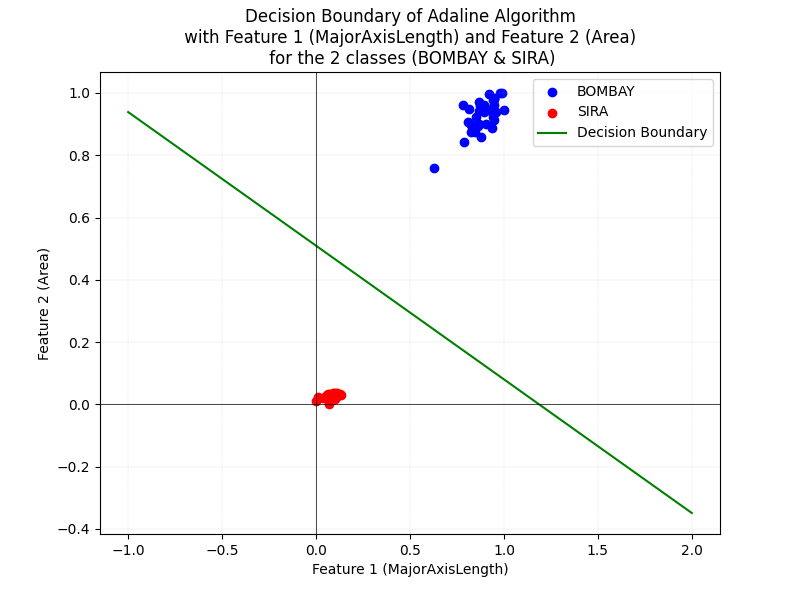 Decision Boundary of Adaline Algorithm
with Feature 1 (MajorAxisLength) and Feature 2 (Area)
for the 2 classes (BOMBAY & SIRA)
BOMBAY
SIRA
Decision Boundary
Feature 2 (Area)
1.0
0.8
0.6
0.4
0.2
0.0
−0.2
−0.4
−1.0 −0.5 0.0 0.5 1.0 1.5 2.0
Feature 1 (MajorAxisLength)